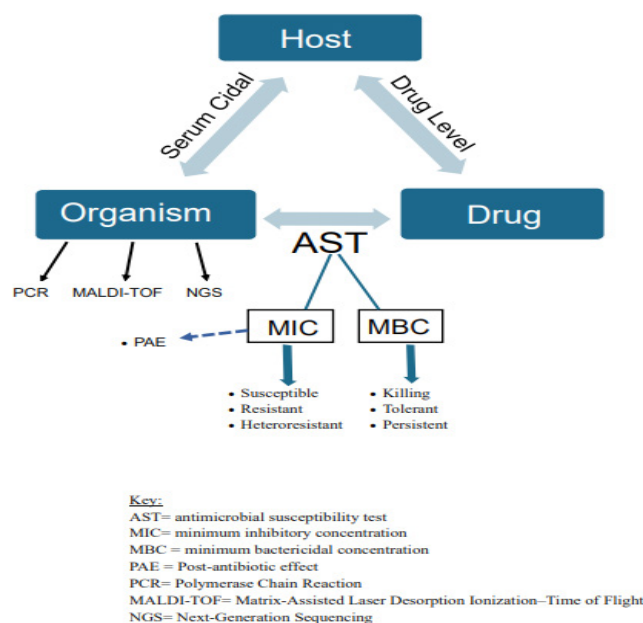 Host
Serum Cidal
Drug Level
Organism
Drug
AST
PCR MALDI-TOF NGS
MIC
MBC
• PAE
• Susceptible
• Resistant
• Heteroresistant
• Killing
• Tolerant
• Persistent
Key:
AST= antimicrobial susceptibility test
MIC= minimum inhibitory concentration
MBC = minimum bactericidal concentration
PAE = Post-antibiotic effect
PCR= Polymerase Chain Reaction
MALDI-TOF= Matrix-Assisted Laser Desorption Ionization–Time of Flight
NGS= Next-Generation Sequencing